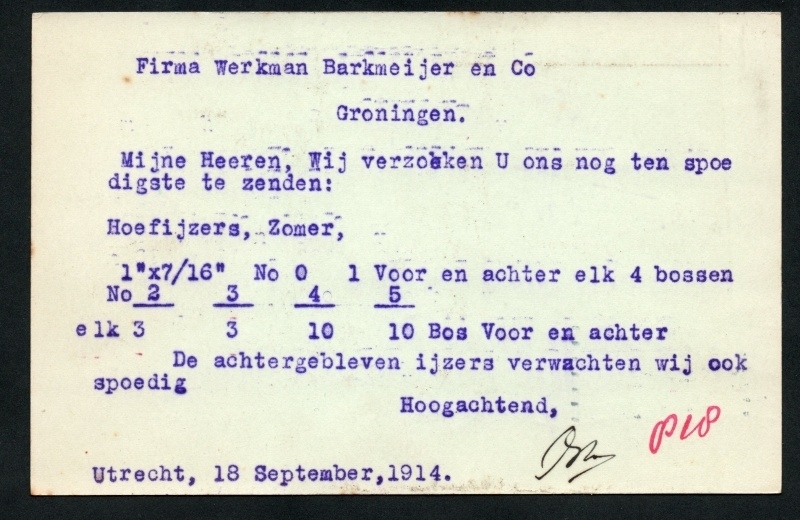 Firma Werkman Barkmeijer en Co
Groningen.
Mijne Heeren, Wij verzoeken U ons nog ten spoe
digste te zenden:
Hoefijzers, Zomer,
1"x7/16" No 0 1 Voor en achter elk 4 bossen
No 2 3 4 5
elk 3 3 10 10 Bos Voor en achter
De achtergebleven ijzers verwachten wij ook
spoedig
Hoogachtend,
Utrecht, 18 September,1914.